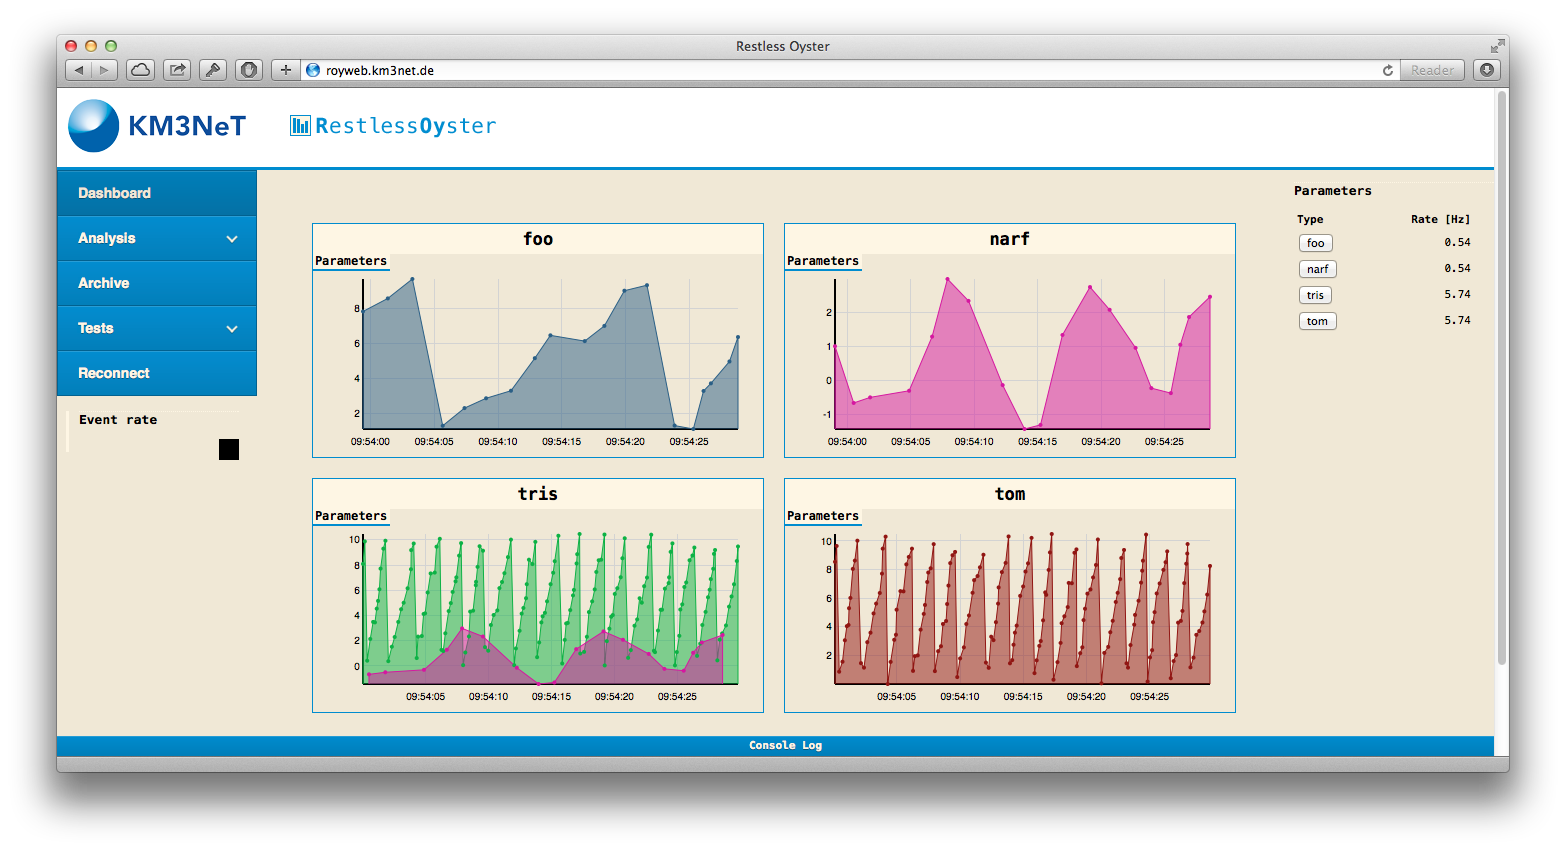 Restless Oyster
royweb.km3net.de
Reader
KM3NeT
RestlessOyster
Dashboard
Analysis
Archive
Tests
Reconnect
Event rate
foo
Parameters
8
6
4
2
09:54:00 09:54:05 09:54:10 09:54:15 09:54:20 09:54:25
narf
Parameters
2
1
0
-1
09:54:00 09:54:05 09:54:10 09:54:15 09:54:20 09:54:25
tris
Parameters
10
8
6
4
2
0
09:54:05 09:54:10 09:54:15 09:54:20 09:54:25
tom
Parameters
10
8
6
4
2
09:54:05 09:54:10 09:54:15 09:54:20 09:54:25
Parameters
Type Rate [Hz]
foo 0.54
narf 0.54
tris 5.74
tom 5.74
Console Log